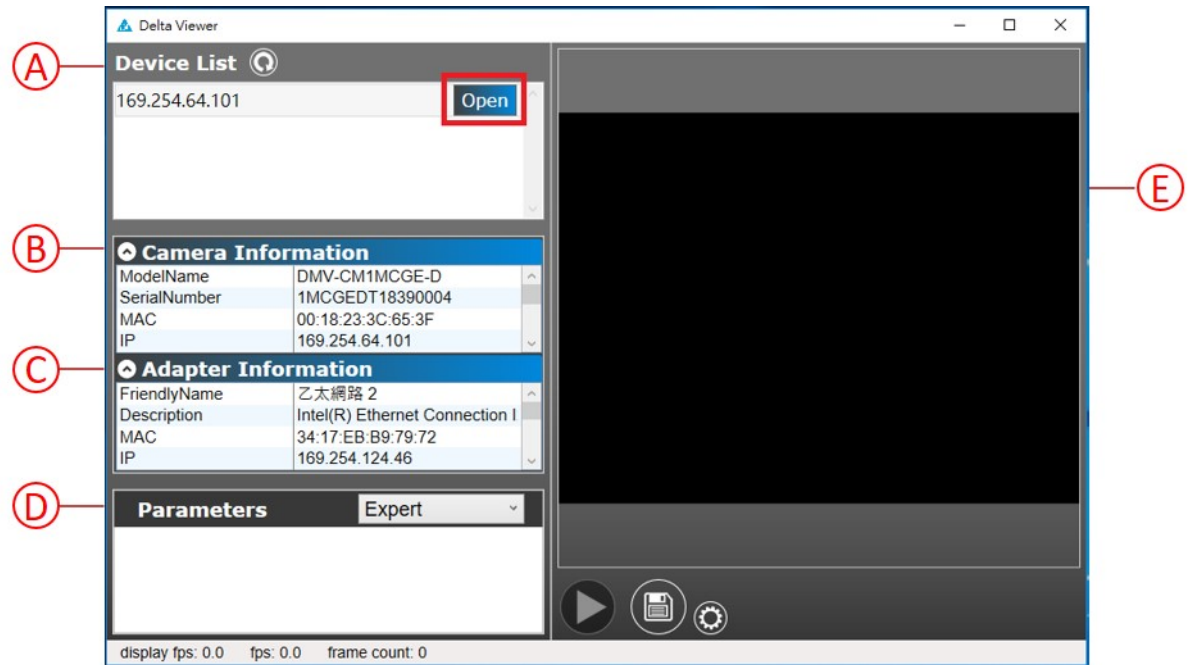 Delta Viewer
A
Device List
169.254.64.101 Open
E
B
Camera Information
ModelName DMV-CM1MCGE-D
SerialNumber 1MCGEDT18390004
MAC 00:18:23:3C:65:3F
IP 169.254.64.101
C
Adapter Information
FriendlyName 乙太網路 2
Description Intel(R) Ethernet Connection I
MAC 34:17:EB:B9:79:72
IP 169.254.124.46
D
Parameters Expert
display fps: 0.0 fps: 0.0 frame count: 0